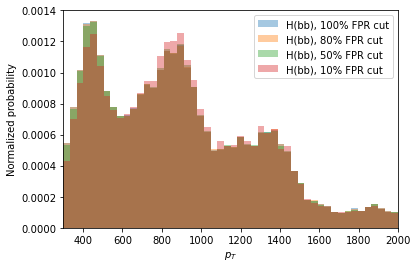 0.0014
0.0012
0.0010
0.0008
0.0006
0.0004
0.0002
0.0000
Normalized probability
H(bb), 100% FPR cut
H(bb), 80% FPR cut
H(bb), 50% FPR cut
H(bb), 10% FPR cut
400 600 800 1000 1200 1400 1600 1800 2000
p_T